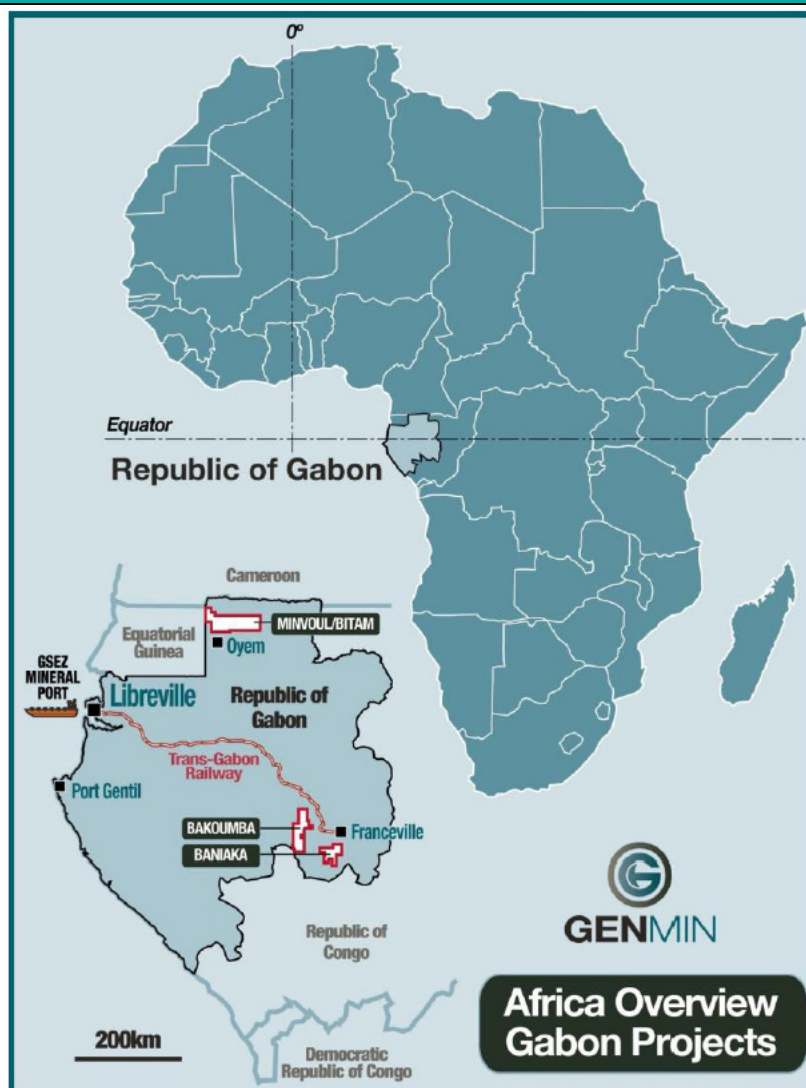 0º
Equator
Republic of Gabon
Cameroon
MINVOUL/BITAM
Equatorial
Guinea
Oyem
GSEZ
MINERAL
PORT
Libreville
Republic of
Gabon
Trans-Gabon
Railway
Port Gentil
BAKOUMBA
Franceville
BANIAKA
GENMIN
Republic of
Congo
Africa Overview
Gabon Projects
200km
Democratic
Republic of Congo